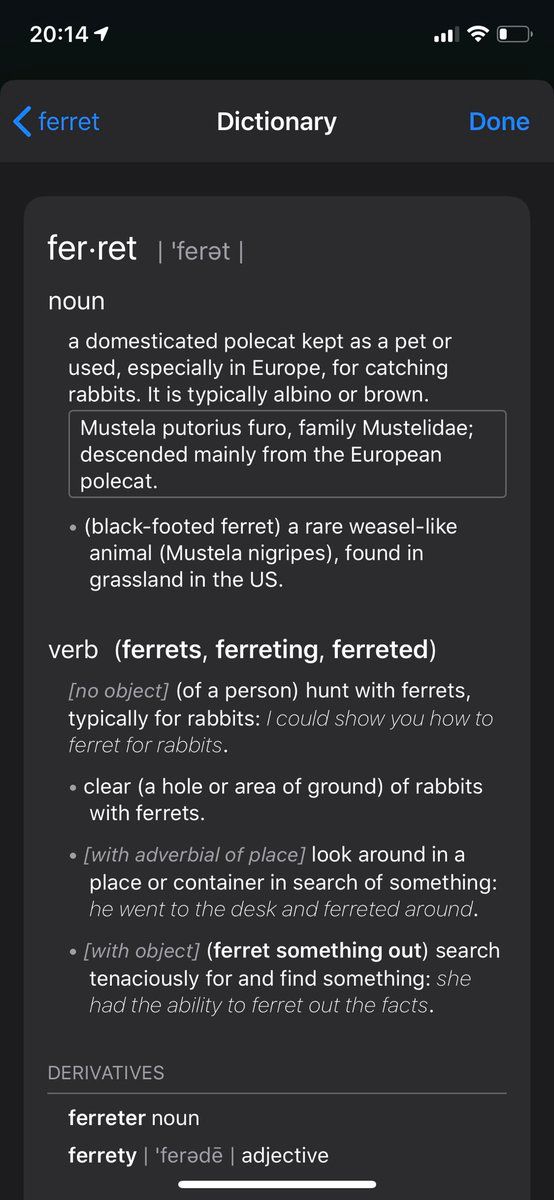 20:14
ferret
Dictionary
Done
fer·ret | ˈferət |
noun
a domesticated polecat kept as a pet or
used, especially in Europe, for catching
rabbits. It is typically albino or brown.
Mustela putorius furo, family Mustelidae;
descended mainly from the European
polecat.
• (black-footed ferret) a rare weasel-like
animal (Mustela nigripes), found in
grassland in the US.
verb (ferrets, ferreting, ferreted)
[no object] (of a person) hunt with ferrets,
typically for rabbits: I could show you how to
ferret for rabbits.
• clear (a hole or area of ground) of rabbits
with ferrets.
• [with adverbial of place] look around in a
place or container in search of something:
he went to the desk and ferreted around.
• [with object] (ferret something out) search
tenaciously for and find something: she
had the ability to ferret out the facts.
DERIVATIVES
ferreter noun
ferrety | ˈferədē | adjective